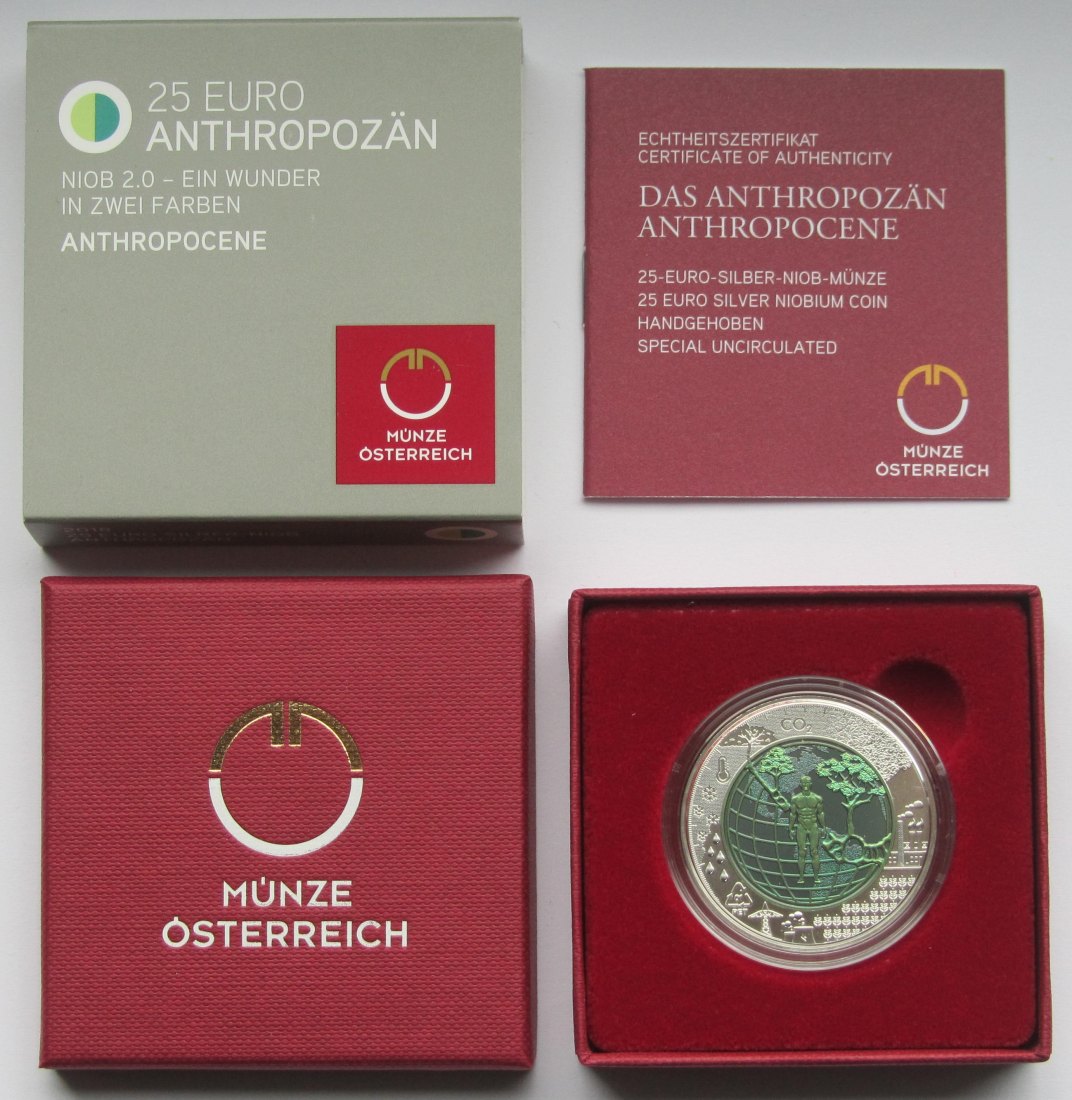 25 EURO
ANTHROPOZÄN
NIOB 2.0 – EIN WUNDER
IN ZWEI FARBEN
ANTHROPOCENE
MÜNZE
ÖSTERREICH
ECHTHEITSZERTIFIKAT
CERTIFICATE OF AUTHENTICITY
DAS ANTHROPOZÄN
ANTHROPOCENE
25-EURO-SILBER-NIOB-MÜNZE
25 EURO SILVER NIOBIUM COIN
HANDGEHOBEN
SPECIAL UNCIRCULATED
MÜNZE
ÖSTERREICH
MÜNZE
ÖSTERREICH
CO₂
PET